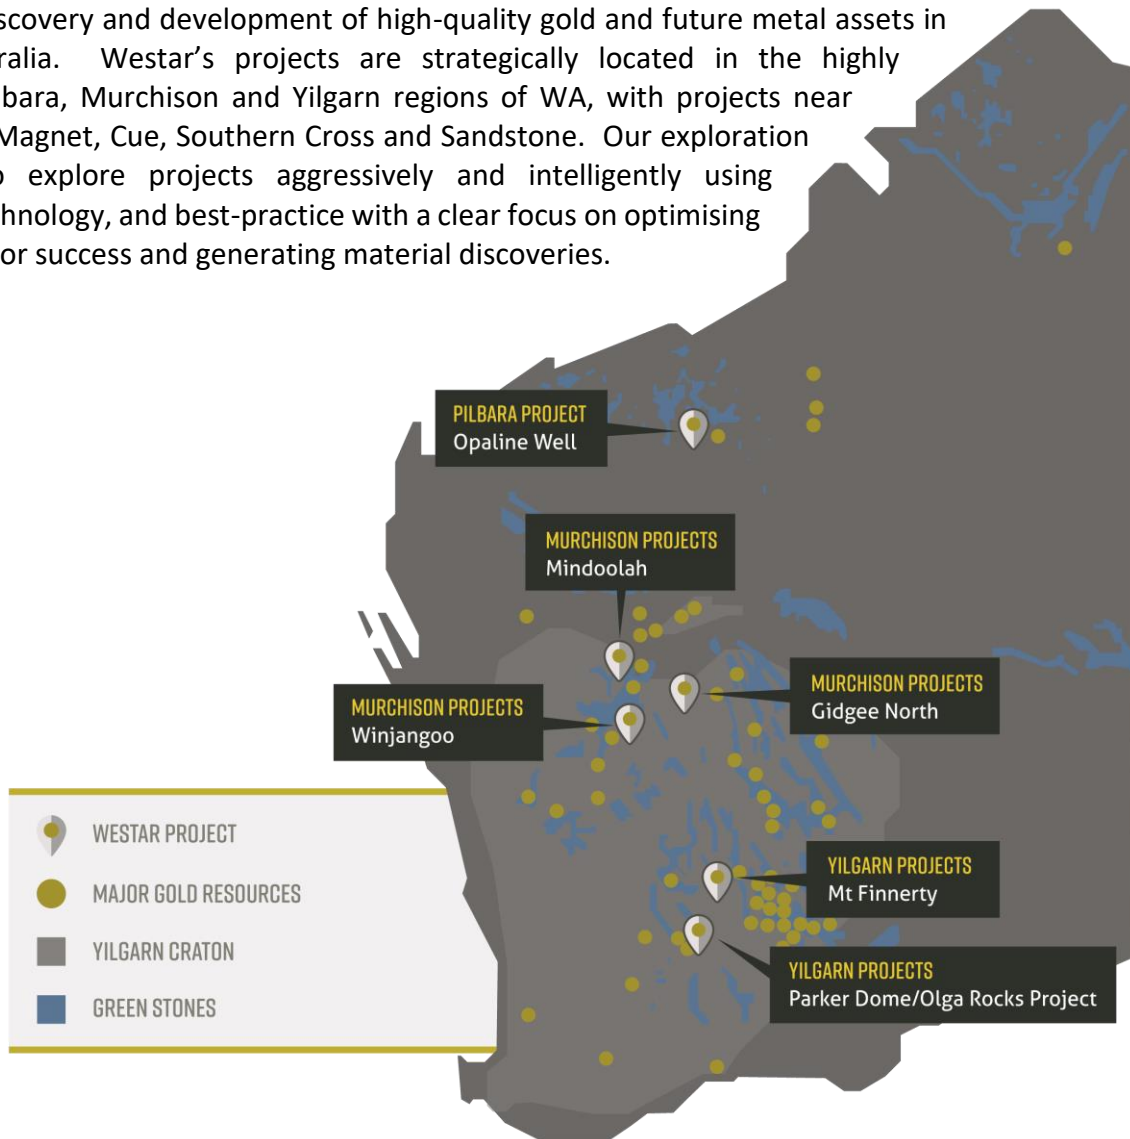 scovery and development of high-quality gold and future metal assets in
ralia. Westar’s projects are strategically located in the highly
bara, Murchison and Yilgarn regions of WA, with projects near
Magnet, Cue, Southern Cross and Sandstone. Our exploration
explore projects aggressively and intelligently using
hnology, and best-practice with a clear focus on optimising
or success and generating material discoveries.
PILBARA PROJECT
Opaline Well
MURCHISON PROJECTS
Mindoolah
MURCHISON PROJECTS
Gidgee North
MURCHISON PROJECTS
Winjangoo
WESTAR PROJECT
MAJOR GOLD RESOURCES
YILGARN CRATON
GREEN STONES
YILGARN PROJECTS
Mt Finnerty
YILGARN PROJECTS
Parker Dome/Olga Rocks Project